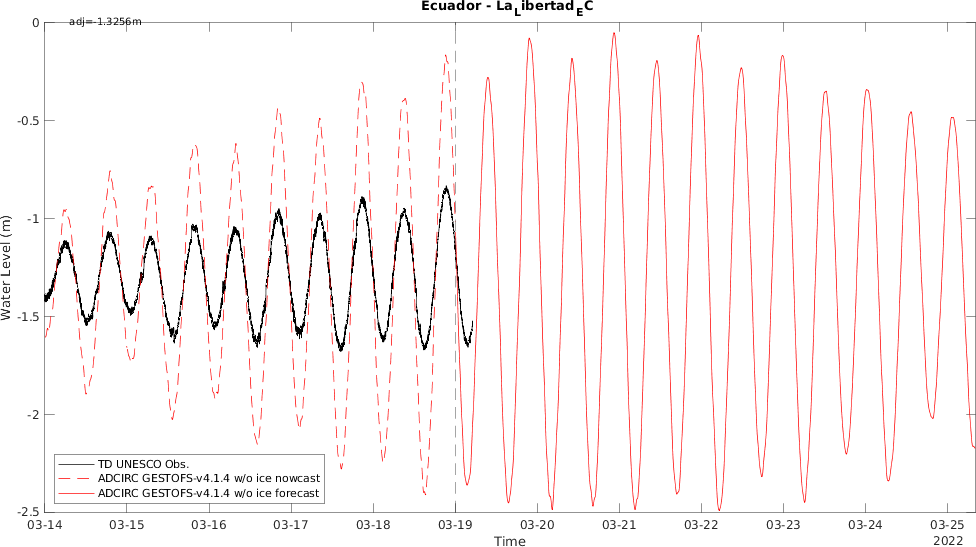 Ecuador - LaLibertadEC
adj=-1.3256m
0
-0.5
-1
-1.5
-2
-2.5
Water Level (m)
TD UNESCO Obs.
ADCIRC GESTOFS-v4.1.4 w/o ice nowcast
ADCIRC GESTOFS-v4.1.4 w/o ice forecast
03-14 03-15 03-16 03-17 03-18 03-19 03-20 03-21 03-22 03-23 03-24 03-25
2022
Time